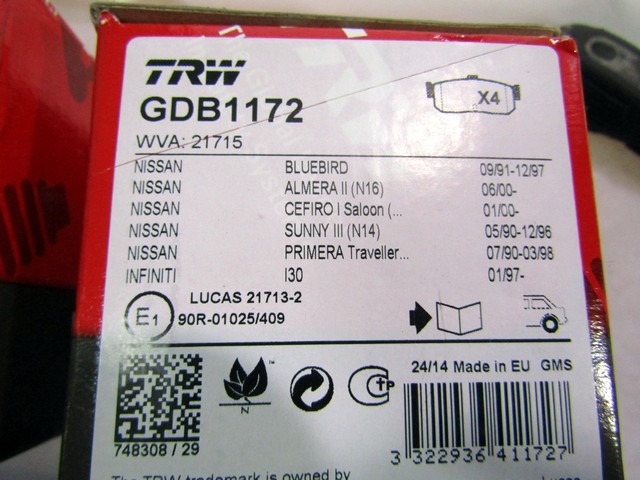 TRW
GDB1172
X4
WVA: 21715
NISSAN BLUEBIRD 09/91-12/97
NISSAN ALMERA II (N16) 06/00-
NISSAN CEFIRO I Saloon (... 01/00-
NISSAN SUNNY III (N14) 05/90-12/96
NISSAN PRIMERA Traveller... 07/90-03/98
INFINITI I30 01/97-
LUCAS 21713-2
E1 90R-01025/409
24/14 Made in EU GMS
N
CTP
748308 / 29
3 322936 411727
The TRW trademark is owned by
Lucas